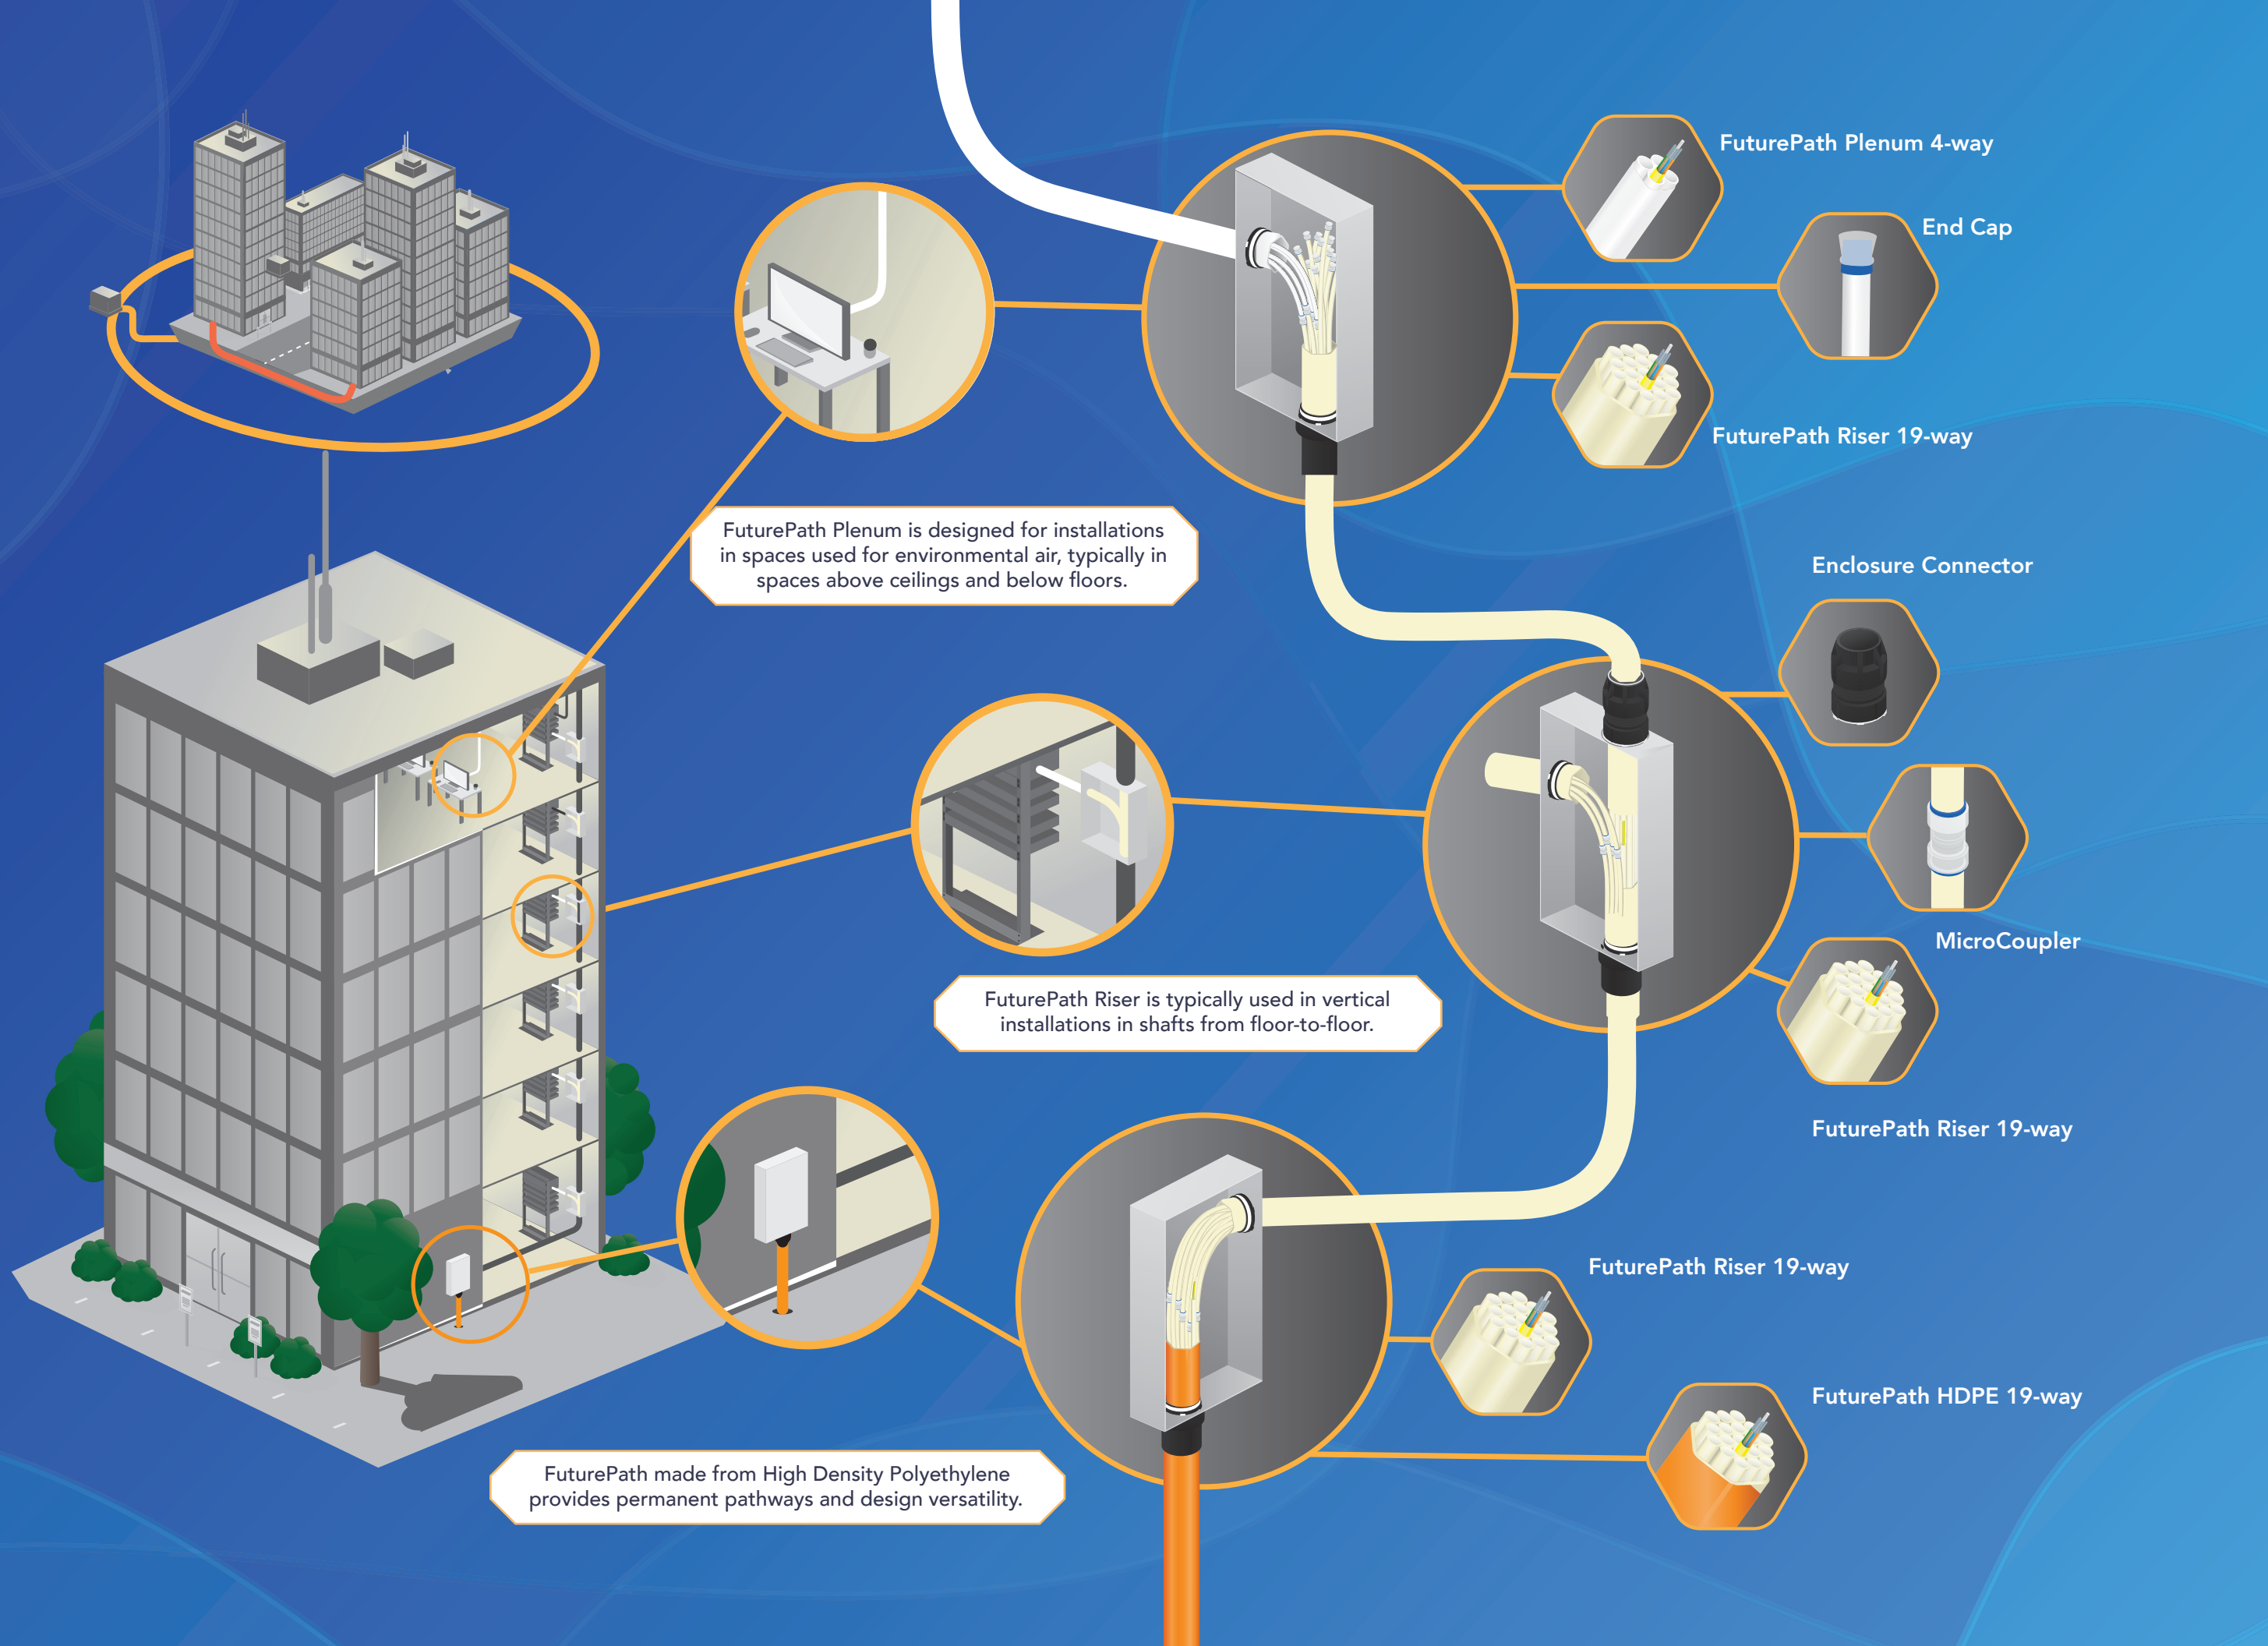 FuturePath Plenum 4-way
End Cap
FuturePath Riser 19-way
FuturePath Plenum is designed for installations
in spaces used for environmental air, typically in
spaces above ceilings and below floors.
Enclosure Connector
MicroCoupler
FuturePath Riser is typically used in vertical
installations in shafts from floor-to-floor.
FuturePath Riser 19-way
FuturePath Riser 19-way
FuturePath HDPE 19-way
FuturePath made from High Density Polyethylene
provides permanent pathways and design versatility.